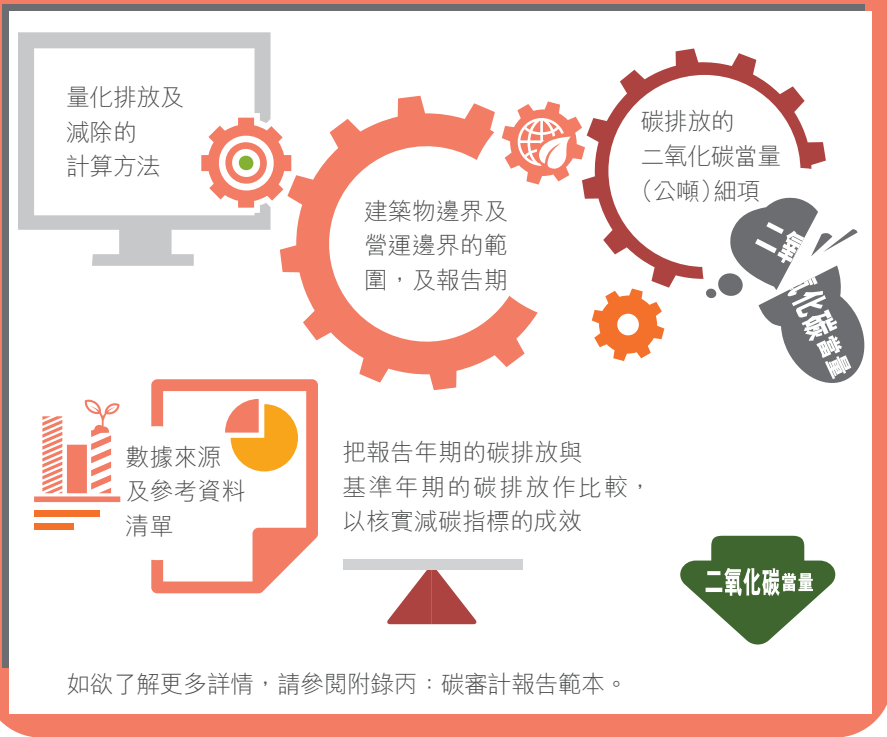 量化排放及
減除的
計算方法
建築物邊界及
營運邊界的範
圍，及報告期
碳排放的
二氧化碳當量
（公噸）細項
二氧化碳當量
數據來源
及參考資料
清單
把報告年期的碳排放與
基準年期的碳排放作比較，
以核實減碳指標的成效
二氧化碳當量
如欲了解更多詳情，請參閱附錄丙：碳審計報告範本。